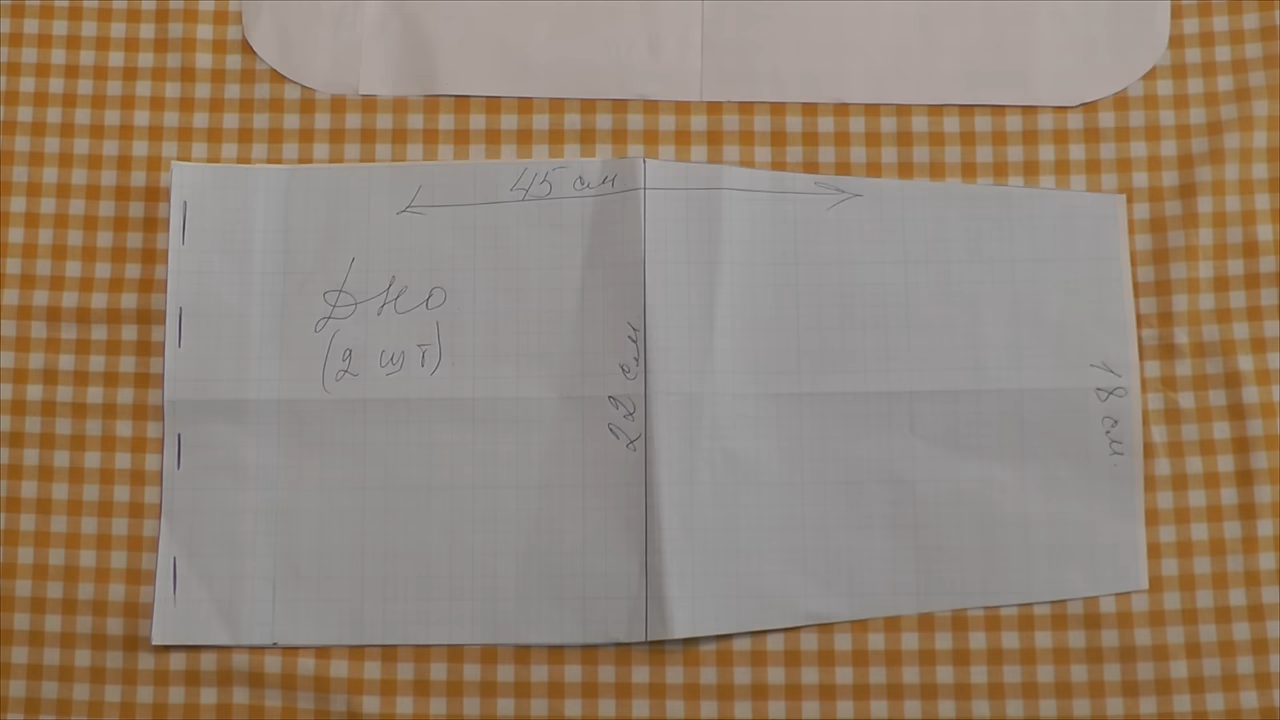 45 см
Дно
(2 шт)
22 см.
18 см.